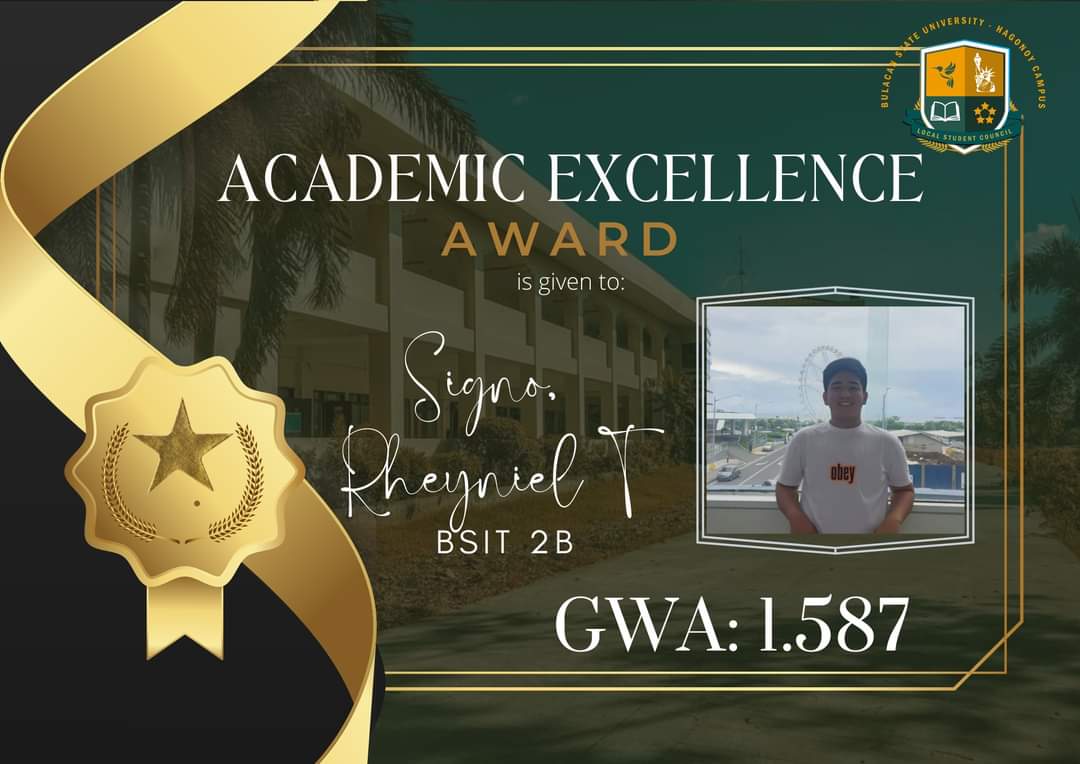 BULACAN STATE UNIVERSITY - HAGONOY CAMPUS
LOCAL STUDENT COUNCIL
ACADEMIC EXCELLENCE
AWARD
is given to:
Signo,
Rheyniel T
BSIT 2B
obey
GWA: 1.587